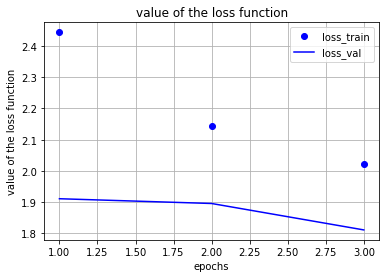 value of the loss function
loss_train
loss_val
value of the loss function
2.4
2.3
2.2
2.1
2.0
1.9
1.8
1.00 1.25 1.50 1.75 2.00 2.25 2.50 2.75 3.00
epochs